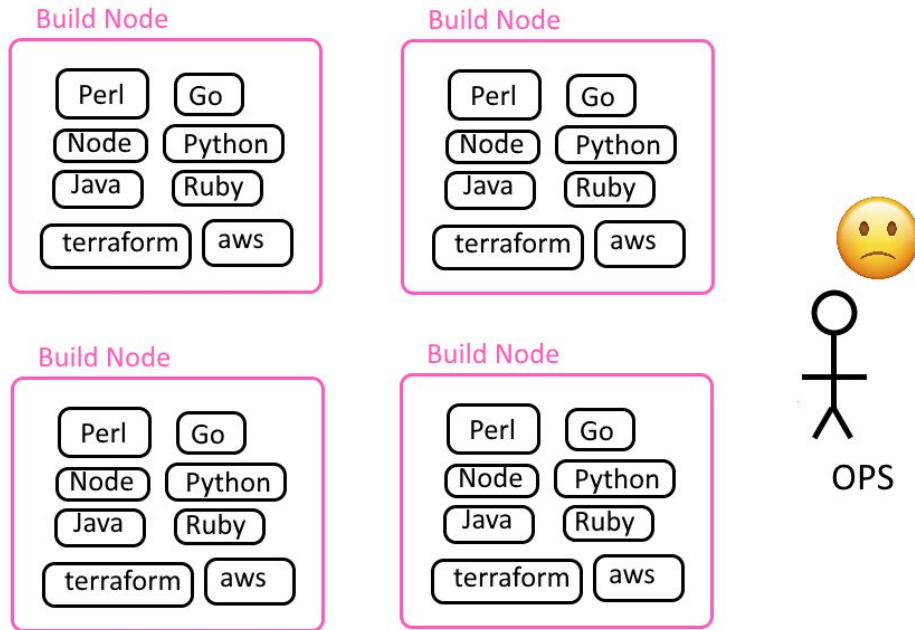 Build Node
Perl Go
Node Python
Java Ruby
terraform aws
Build Node
Perl Go
Node Python
Java Ruby
terraform aws
Build Node
Perl Go
Node Python
Java Ruby
terraform aws
Build Node
Perl Go
Node Python
Java Ruby
terraform aws
OPS